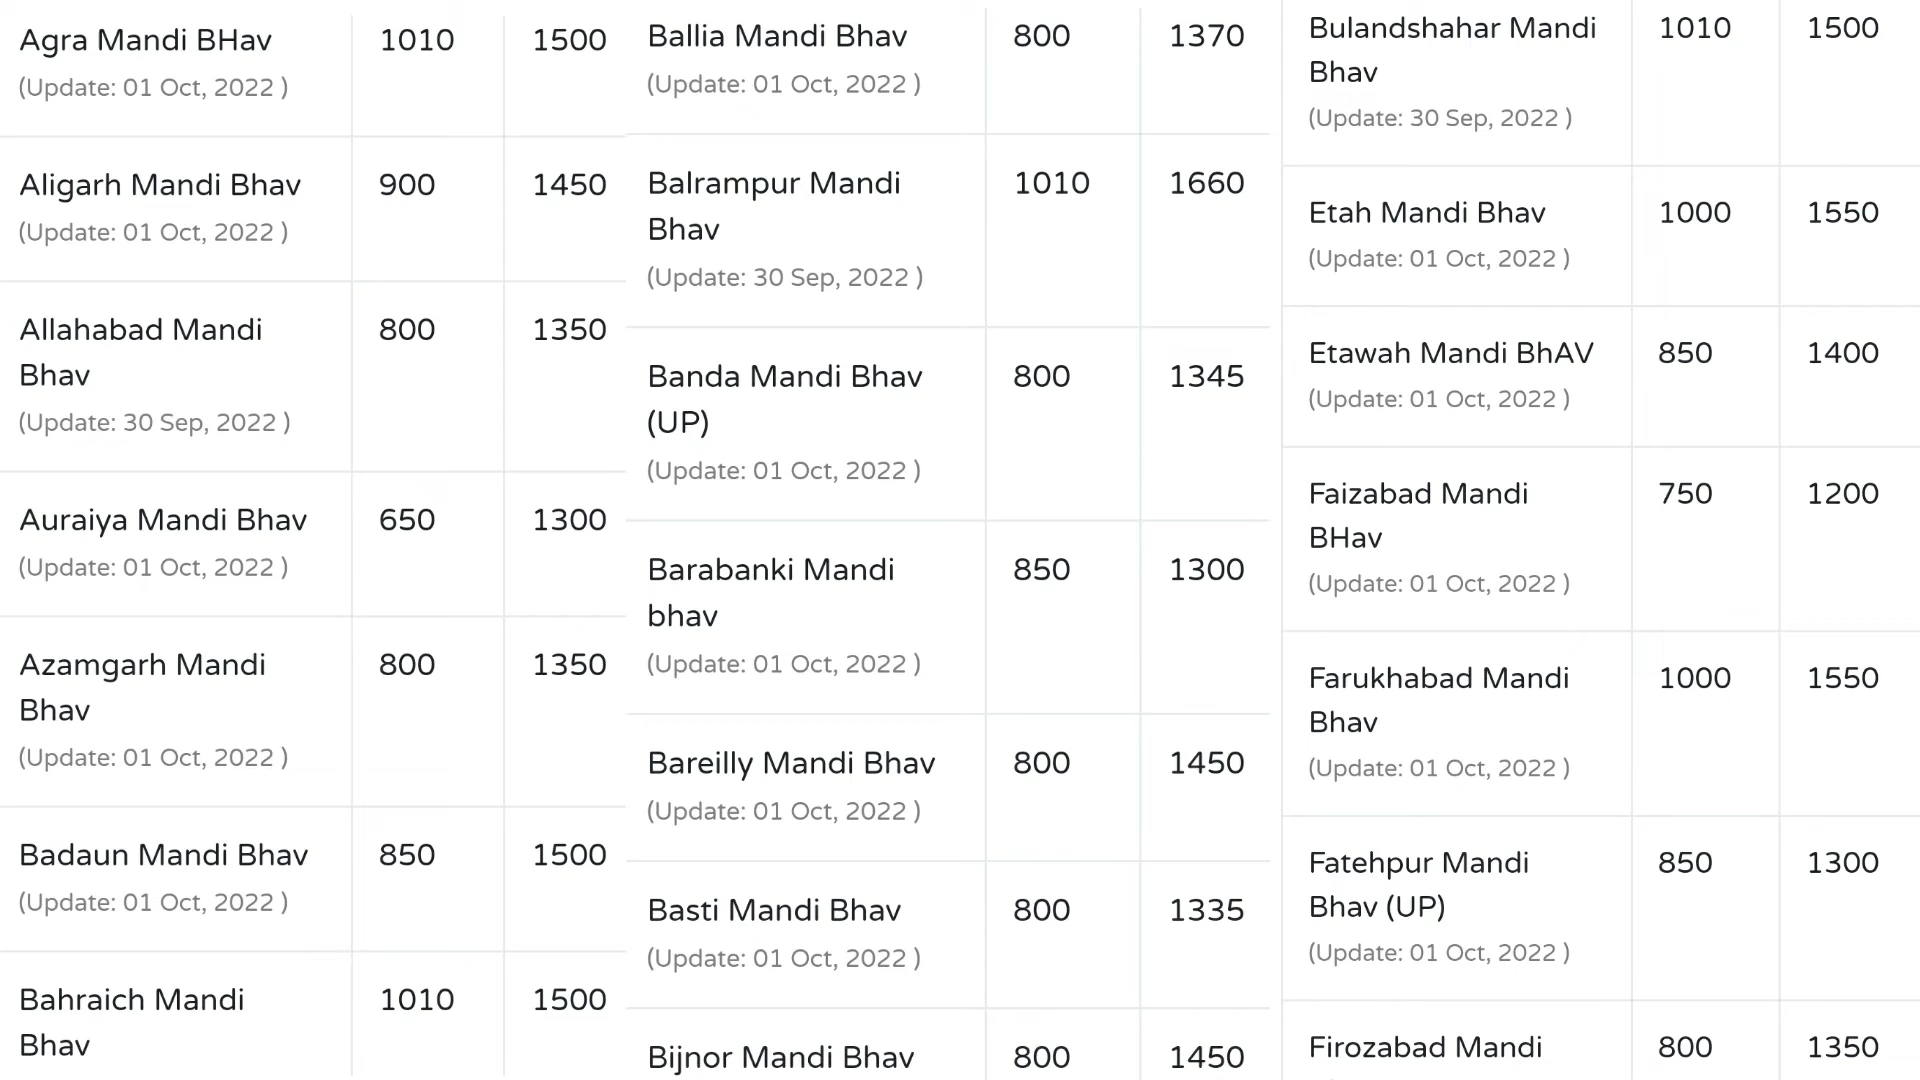 Agra Mandi BHav 1010 1500
(Update: 01 Oct, 2022 )
Aligarh Mandi Bhav 900 1450
(Update: 01 Oct, 2022 )
Allahabad Mandi 800 1350
Bhav
(Update: 30 Sep, 2022 )
Auraiya Mandi Bhav 650 1300
(Update: 01 Oct, 2022 )
Azamgarh Mandi 800 1350
Bhav
(Update: 01 Oct, 2022 )
Badaun Mandi Bhav 850 1500
(Update: 01 Oct, 2022 )
Bahraich Mandi 1010 1500
Bhav
Ballia Mandi Bhav 800 1370
(Update: 01 Oct, 2022 )
Balrampur Mandi 1010 1660
Bhav
(Update: 30 Sep, 2022 )
Banda Mandi Bhav 800 1345
(UP)
(Update: 01 Oct, 2022 )
Barabanki Mandi 850 1300
bhav
(Update: 01 Oct, 2022 )
Bareilly Mandi Bhav 800 1450
(Update: 01 Oct, 2022 )
Basti Mandi Bhav 800 1335
(Update: 01 Oct, 2022 )
Bijnor Mandi Bhav 800 1450
Bulandshahar Mandi 1010 1500
Bhav
(Update: 30 Sep, 2022 )
Etah Mandi Bhav 1000 1550
(Update: 01 Oct, 2022 )
Etawah Mandi BhAV 850 1400
(Update: 01 Oct, 2022 )
Faizabad Mandi 750 1200
BHav
(Update: 01 Oct, 2022 )
Farukhabad Mandi 1000 1550
Bhav
(Update: 01 Oct, 2022 )
Fatehpur Mandi 850 1300
Bhav (UP)
(Update: 01 Oct, 2022 )
Firozabad Mandi 800 1350